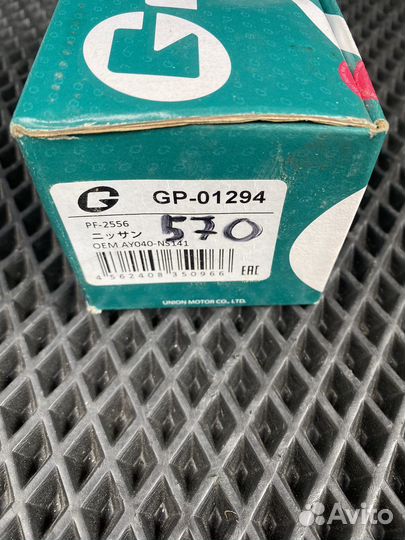 G
G GP-01294
PF-2556
ニッサン 570
OEM AY040-NS141
4 562408 350966 EAC
UNION MOTOR CO., LTD.
Avito